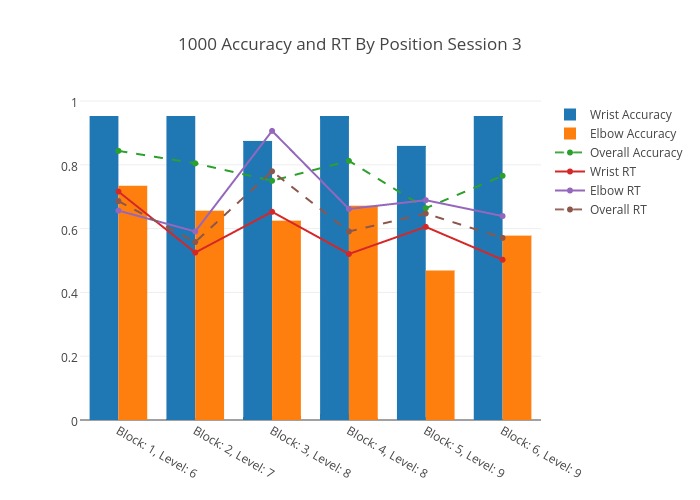 1000 Accuracy and RT By Position Session 3
1
0.8
0.6
0.4
0.2
0
Block: 1, Level: 6
Block: 2, Level: 7
Block: 3, Level: 8
Block: 4, Level: 8
Block: 5, Level: 9
Block: 6, Level: 9
Wrist Accuracy
Elbow Accuracy
Overall Accuracy
Wrist RT
Elbow RT
Overall RT